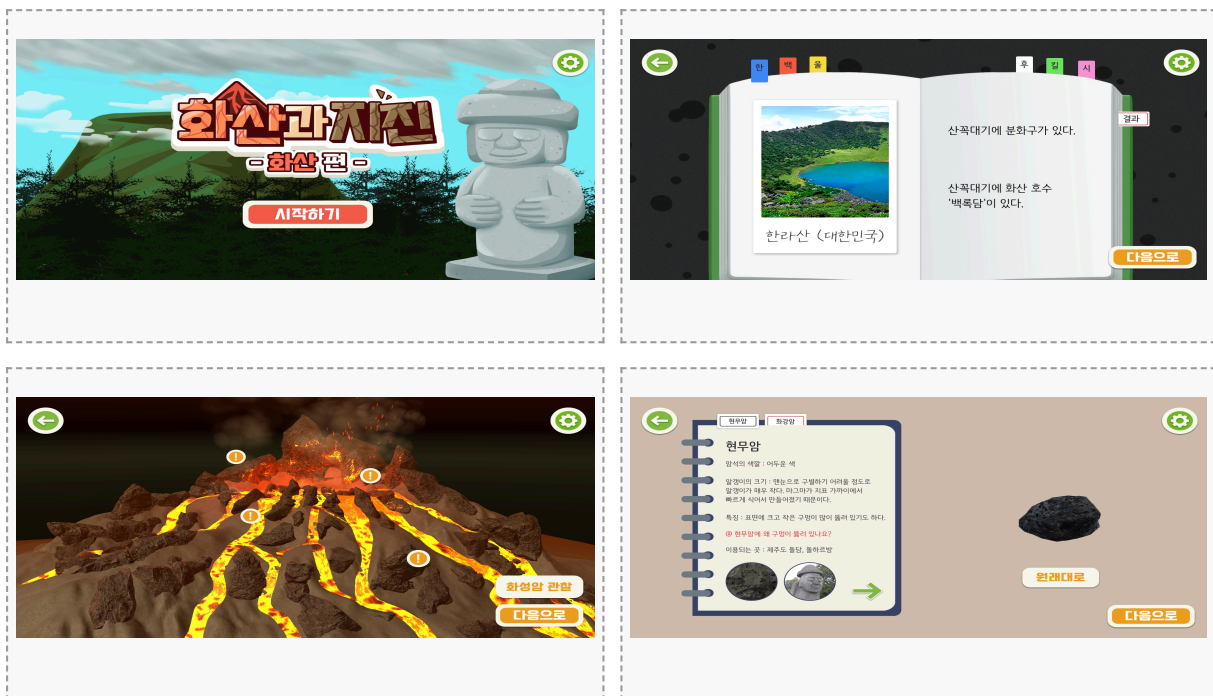 화산과 지진
- 화산 편 -
시작하기
한
백
울
후
킬
시
결과
산꼭대기에 분화구가 있다.
산꼭대기에 화산 호수
'백록담'이 있다.
한라산 (대한민국)
다음으로
화성암 관찰
다음으로
현무암
화강암
현무암
암석의 색깔 : 어두운 색
알갱이의 크기 : 맨눈으로 구별하기 어려울 정도로
알갱이가 매우 작다. 마그마가 지표 가까이에서
빠르게 식어서 만들어졌기 때문이다.
특징 : 표면에 크고 작은 구멍이 많이 뚫려 있기도 하다.
@ 현무암에 왜 구멍이 뚫려 있나요?
이용되는 곳 : 제주도 돌담, 돌하르방
원래대로
다음으로